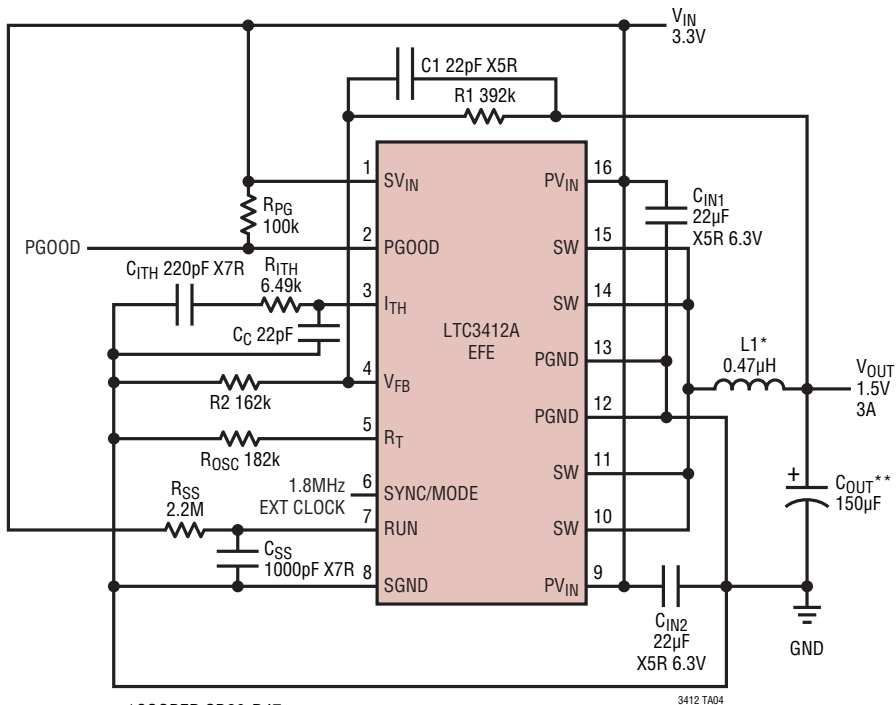 VIN
3.3V
C1 22pF X5R
R1 392k
1
SVIN
16
PVIN
CIN1
22µF
X5R 6.3V
RPG
100k
PGOOD
2
PGOOD
15
SW
CITH 220pF X7R
RITH
6.49k
3
ITH
14
SW
CC 22pF
LTC3412A
EFE
13
PGND
L1*
0.47µH
4
VFB
VOUT
1.5V
3A
R2 162k
12
PGND
5
RT
ROSC 182k
11
SW
1.8MHz
EXT CLOCK
6
SYNC/MODE
+
COUT**
150µF
RSS
2.2M
7
RUN
10
SW
CSS
1000pF X7R
8
SGND
9
PVIN
CIN2
22µF
X5R 6.3V
GND
3412 TA04